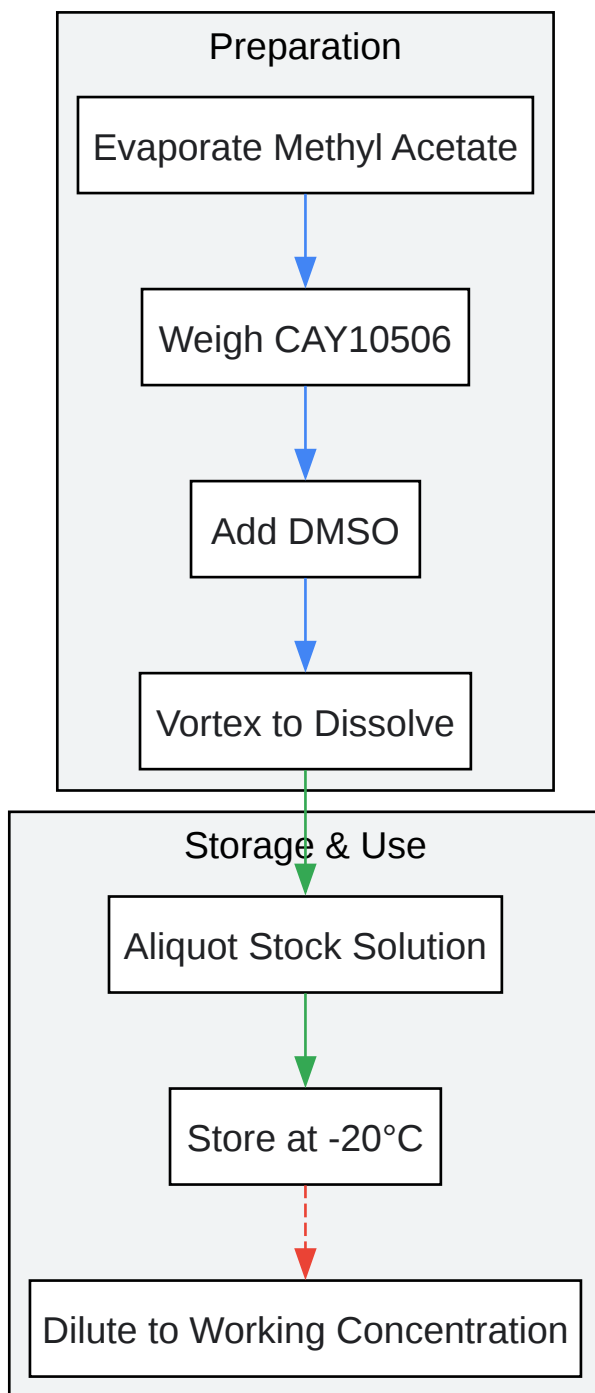 Preparation
Evaporate Methyl Acetate
Weigh CAY10506
Add DMSO
Vortex to Dissolve
Storage & Use
Aliquot Stock Solution
Store at -20°C
Dilute to Working Concentration